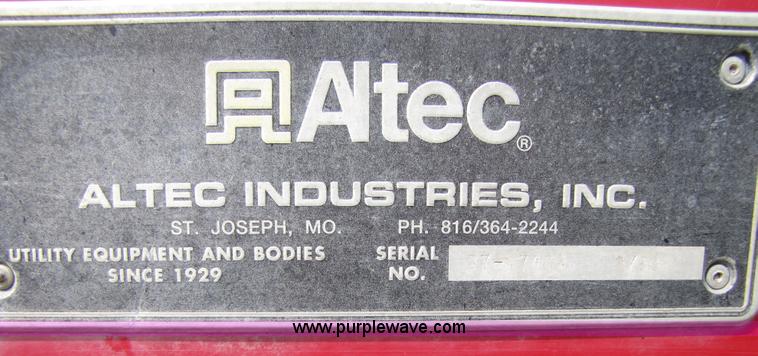 Altec®
ALTEC INDUSTRIES, INC.
ST. JOSEPH, MO. PH. 816/364-2244
UTILITY EQUIPMENT AND BODIES
SINCE 1929
SERIAL
NO.
www.purplewave.com